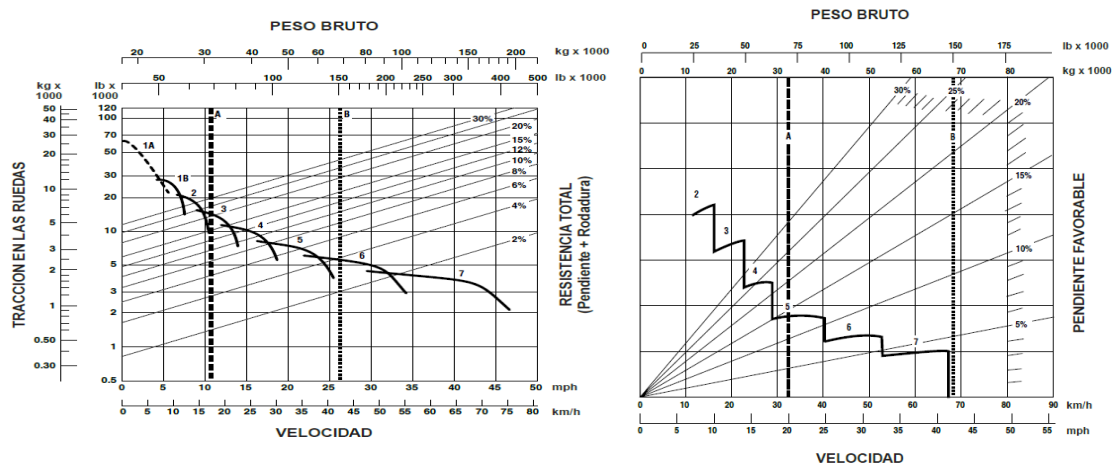 PESO BRUTO
20 30 40 50 60 80 100 150 200 kg x 1000
kg x 1000
lb x 1000
50 100 150 200 250 300 400 500 lb x 1000
50 40 30 20 10 5 4 3 2 1 0.50 0.30
120 100 70 50 30 20 10 5 3 2 1 0.5
A B
1A 1B 2 3 4 5 6 7
30% 20% 15% 12% 10% 8% 6% 4% 2%
TRACCION EN LAS RUEDAS
RESISTENCIA TOTAL
(Pendiente + Rodadura)
0 5 10 15 20 25 30 35 40 45 50 mph
0 5 10 15 20 25 30 35 40 45 50 55 60 65 70 75 80 km/h
VELOCIDAD
PESO BRUTO
0 25 50 70 100 125 150 175 lb x 1000
0 10 20 30 40 50 60 70 80 kg x 1000
30% 25% 20% 15% 10% 5%
A B
2 3 4 5 6 7
PENDIENTE FAVORABLE
0 10 20 30 40 50 60 70 80 90 km/h
0 5 10 15 20 25 30 35 40 45 50 55 mph
VELOCIDAD